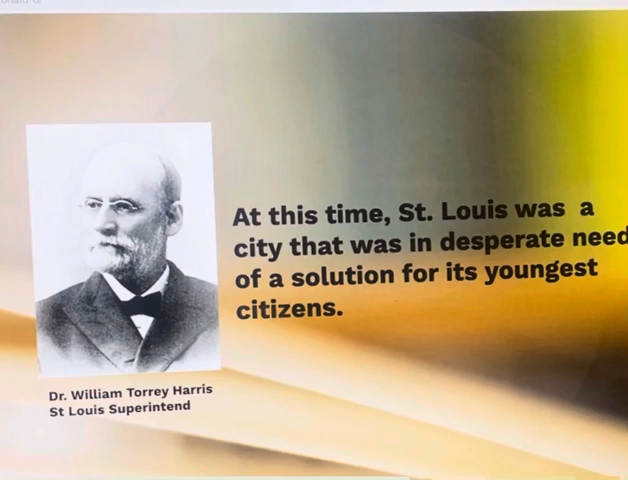 At this time, St. Louis was a
city that was in desperate need
of a solution for its youngest
citizens.
Dr. William Torrey Harris
St Louis Superintend